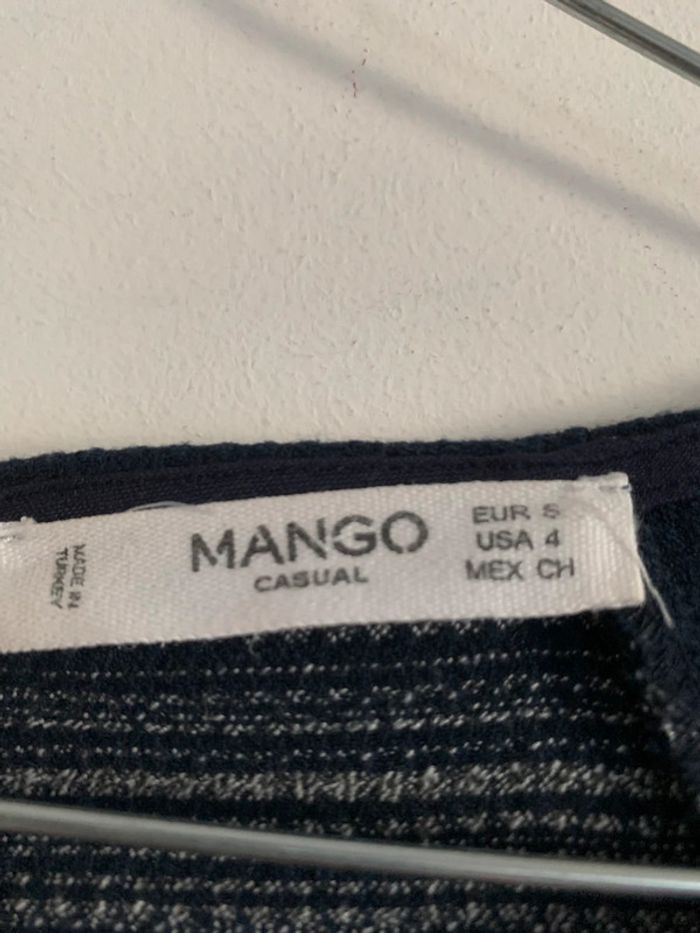 MANGO
CASUAL
EUR S
USA 4
MEX CH
MADE IN
TURKEY